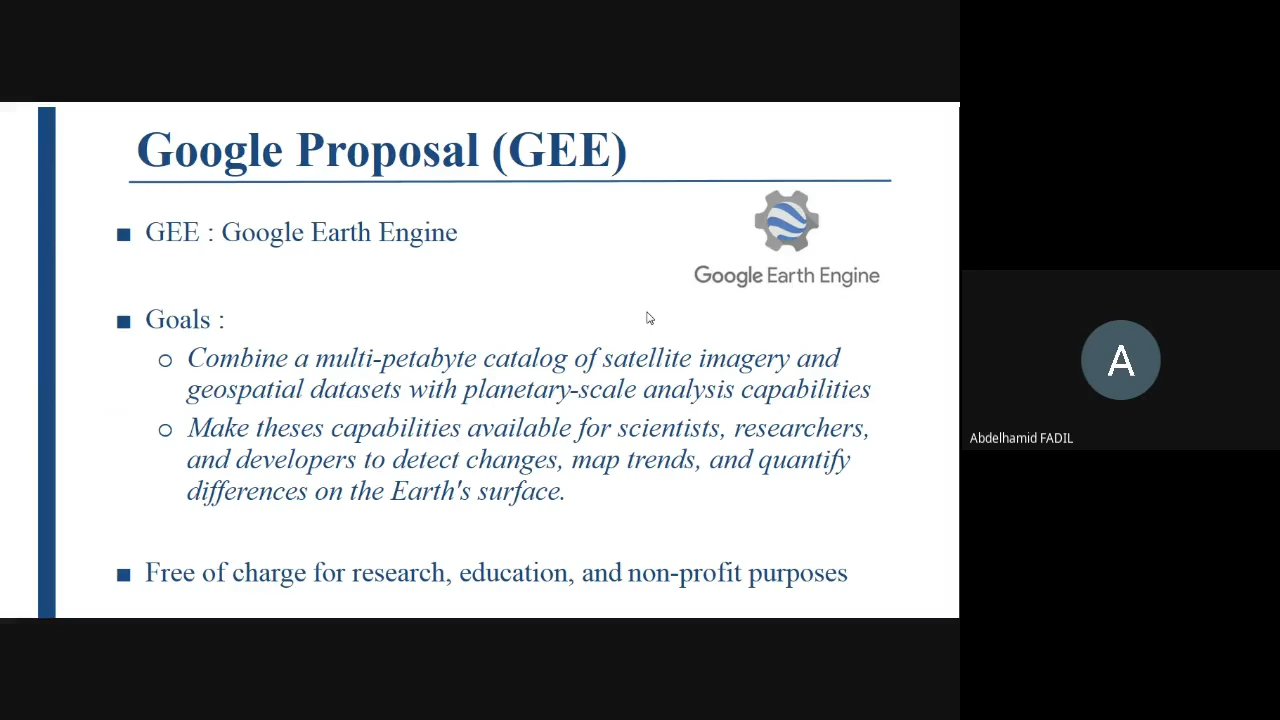 Google Proposal (GEE)
■ GEE : Google Earth Engine
Google Earth Engine
■ Goals :
o Combine a multi-petabyte catalog of satellite imagery and
geospatial datasets with planetary-scale analysis capabilities
o Make theses capabilities available for scientists, researchers,
and developers to detect changes, map trends, and quantify
differences on the Earth's surface.
■ Free of charge for research, education, and non-profit purposes
A
Abdelhamid FADIL